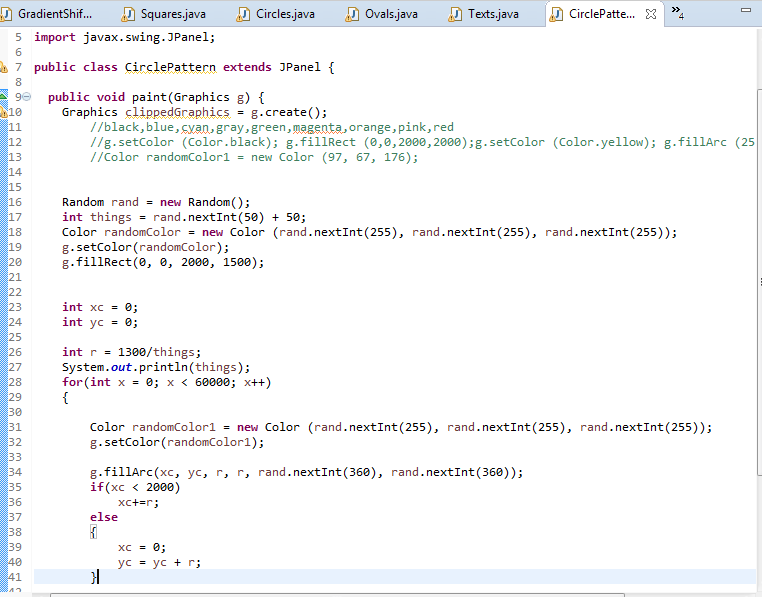 GradientShif... Squares.java Circles.java Ovals.java Texts.java CirclePatte... »4
5 import javax.swing.JPanel;
6
7 public class CirclePattern extends JPanel {
8
9 public void paint(Graphics g) {
10 Graphics clippedGraphics = g.create();
11 //black,blue,cyan,gray,green,magenta,orange,pink,red
12 //g.setColor (Color.black); g.fillRect (0,0,2000,2000);g.setColor (Color.yellow); g.fillArc (25
13 //Color randomColor1 = new Color (97, 67, 176);
14
15
16 Random rand = new Random();
17 int things = rand.nextInt(50) + 50;
18 Color randomColor = new Color (rand.nextInt(255), rand.nextInt(255), rand.nextInt(255));
19 g.setColor(randomColor);
20 g.fillRect(0, 0, 2000, 1500);
21
22
23 int xc = 0;
24 int yc = 0;
25
26 int r = 1300/things;
27 System.out.println(things);
28 for(int x = 0; x < 60000; x++)
29 {
30
31 Color randomColor1 = new Color (rand.nextInt(255), rand.nextInt(255), rand.nextInt(255));
32 g.setColor(randomColor1);
33
34 g.fillArc(xc, yc, r, r, rand.nextInt(360), rand.nextInt(360));
35 if(xc < 2000)
36 xc+=r;
37 else
38 {
39 xc = 0;
40 yc = yc + r;
41 }
42